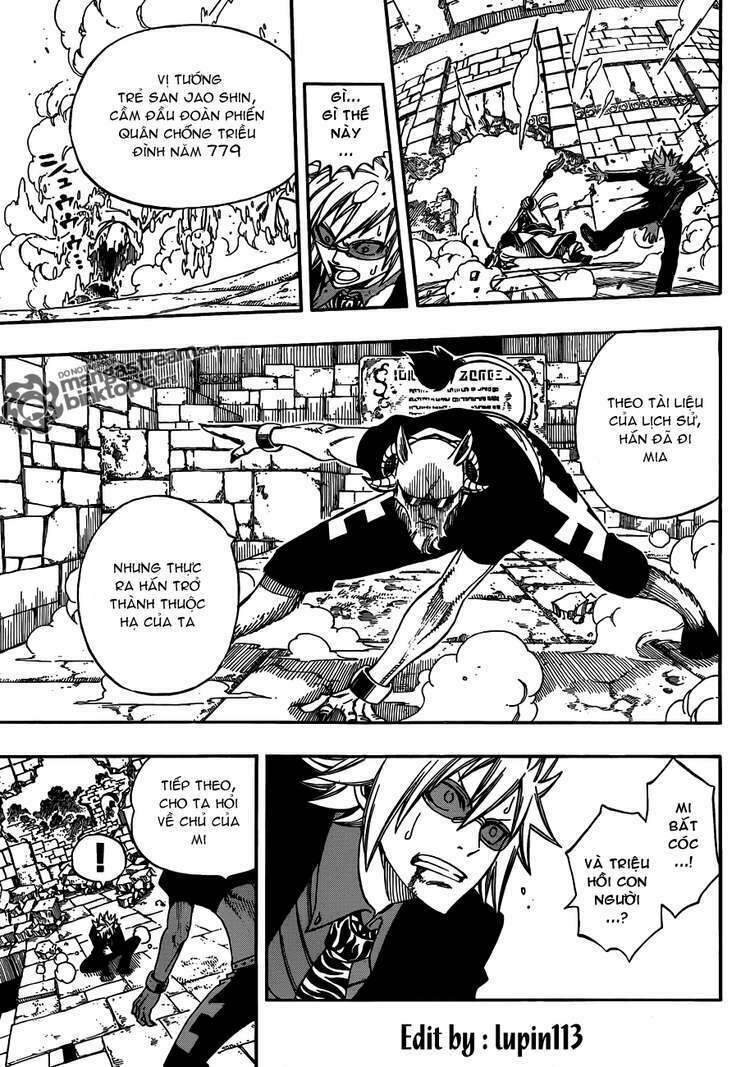 GÌ...
GÌ THẾ
NÀY
...
VỊ TƯỚNG
TRẺ SAN JAO SHIN,
CẦM ĐẦU ĐOÀN PHIẾN
QUÂN CHỐNG TRIỀU
ĐÌNH NĂM 779
THEO TÀI LIỆU
CỦA LỊCH SỬ,
HẮN ĐÃ ĐI
MIA
NHƯNG THỰC
RA HẮN TRỞ
THÀNH THUỘC
HẠ CỦA TA
mangastream.com
binktopia
MI
BẮT
CÓC
...!
VÀ TRIỆU
HỒI CON
NGƯỜI
...?
TIẾP THEO,
CHO TA HỎI
VỀ CHỦ CỦA
MI
!
Edit by : lupin113